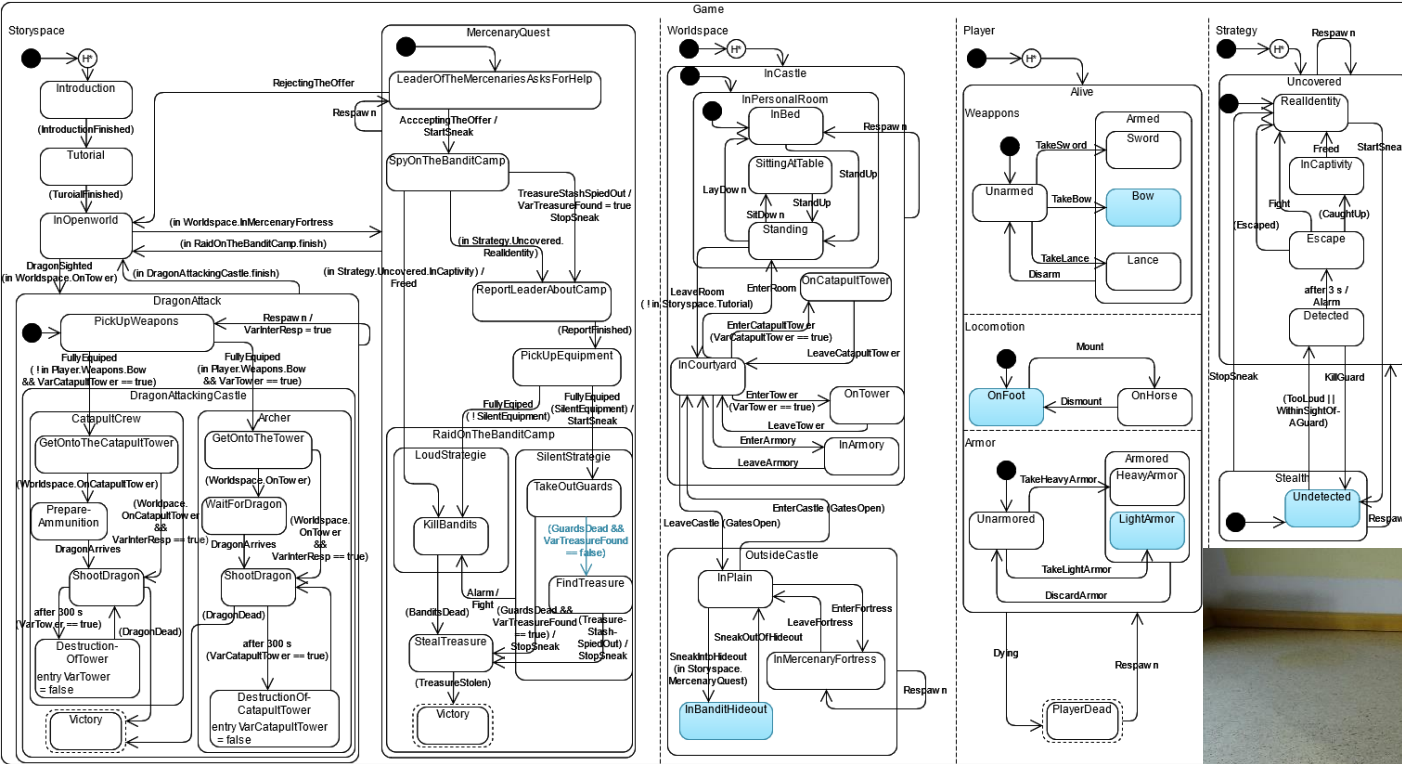 Game
Storyspace
H*
Introduction
(IntroductionFinished)
Tutorial
(TuroialFinished)
InOpenworld
DragonSighted
(in Worldspace.OnTower)
RejectingTheOffer
(in Worldspace.InMercenaryFortress
(in RaidOnTheBanditCamp.finish)
(in DragonAttackingCastle.finish)
DragonAttack
PickUpWeapons
Respawn /
VarInterResp = true
FullyEquiped
( ! in Player.Weapons.Bow
&& VarCatapultTower == true)
FullyEquiped
(in Player.Weapons.Bow
&& VarTower == true)
DragonAttackingCastle
CatapultCrew
GetOntoTheCatapultTower
(Worldspace.OnCatapultTower)
Prepare-
Ammunition
(Worldpace.
OnCatapultTower
&&
VarInterResp == true)
DragonArrives
ShootDragon
after 300 s
(VarTower == true)
(DragonDead)
Destruction-
OfTower
entry VarTower
= false
Victory
Archer
GetOntoTheTower
(Worldspace.OnTower)
WaitForDragon
(Worldspace.
OnTower
&&
VarInterResp == true)
DragonArrives
ShootDragon
(DragonDead)
after 300 s
(VarCatapultTower == true)
DestructionOf-
CatapultTower
entry VarCatapultTower
= false
MercenaryQuest
LeaderOfTheMercenariesAsksForHelp
Respawn
AccceptingTheOffer /
StartSneak
SpyOnTheBanditCamp
TreasureStashSpiedOut /
VarTreasureFound = true
StopSneak
(in Strategy.Uncovered.
RealIdentity)
(in Strategy.Uncovered.InCaptivity) /
Freed
ReportLeaderAboutCamp
(ReportFinished)
PickUpEquipment
FullyEqiped
( ! SilentEquipment)
FullyEquiped
(SilentEquipment) /
StartSneak
RaidOnTheBanditCamp
LoudStrategie
KillBandits
SilentStrategie
TakeOutGuards
(GuardsDead &&
VarTreasureFound
== false)
FindTreasure
Alarm /
Fight
(BanditsDead)
(GuardsDead &&
VarTreasureFound
== true) /
StopSneak
(Treasure-
Stash-
SpiedOut) /
StopSneak
StealTreasure
(TreasureStolen)
Victory
Worldspace
H*
InCastle
InPersonalRoom
InBed
Respawn
SittingAtTable
StandUp
LayDown
SitDown
StandUp
Standing
LeaveRoom
( ! in.Storyspace.Tutorial)
EnterRoom
OnCatapultTower
EnterCatapultTower
(VarCatapultTower == true)
LeaveCatapultTower
InCourtyard
EnterTower
(VarTower == true)
OnTower
LeaveTower
EnterArmory
InArmory
LeaveArmory
EnterCastle (GatesOpen)
LeaveCastle (GatesOpen)
OutsideCastle
InPlain
EnterFortress
LeaveFortress
SneakOutOfHideout
SneakIntoHideout
(in Storyspace.
MercenaryQuest)
InMercenaryFortress
Respawn
InBanditHideout
Player
H*
Alive
Weappons
Armed
TakeSword
Sword
Unarmed
TakeBow
Bow
TakeLance
Lance
Disarm
Locomotion
Mount
OnFoot
Dismount
OnHorse
Armor
Armored
TakeHeavyArmor
HeavyArmor
Unarmored
LightArmor
TakeLightArmor
DiscardArmor
Dying
Respawn
PlayerDead
Strategy
H*
Respawn
Uncovered
RealIdentity
Freed
StartSneak
InCaptivity
Fight
(CaughtUp)
(Escaped)
Escape
after 3 s /
Alarm
Detected
StopSneak
KillGuard
(TooLoud ||
WithinSightOf-
AGuard)
Stealth
Undetected
Respaw